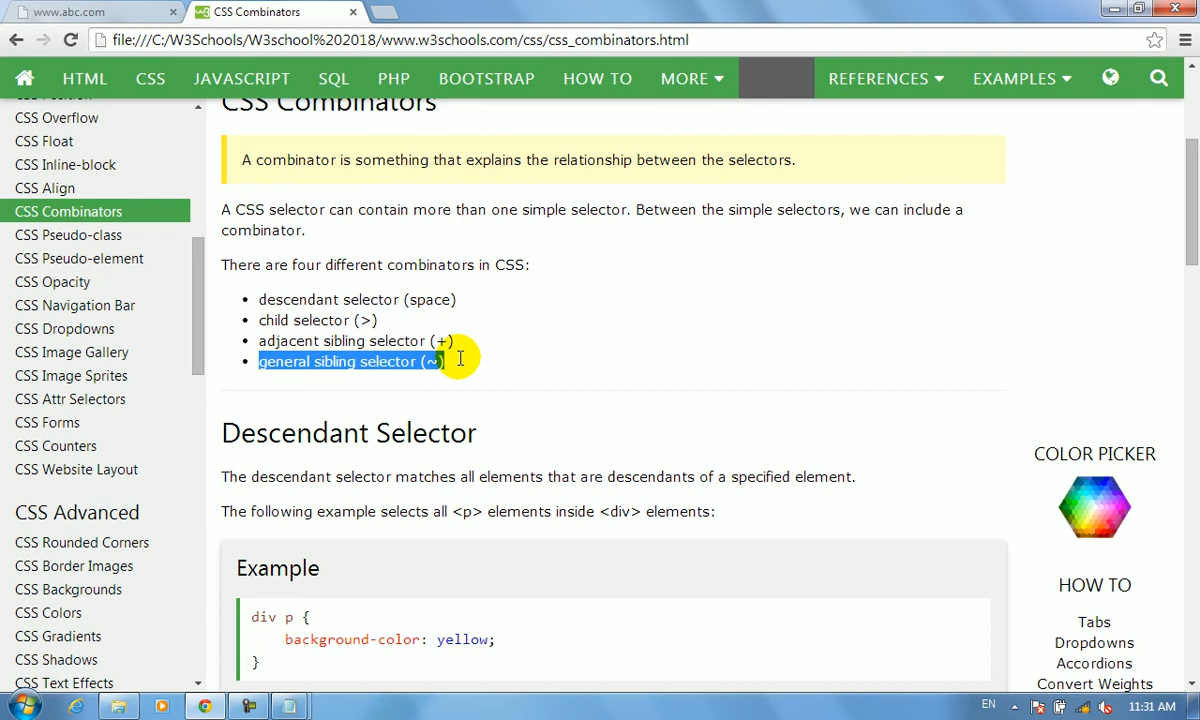 www.abc.com
CSS Combinators
file:///C:/W3Schools/W3school%202018/www.w3schools.com/css/css_combinators.html
HTML CSS JAVASCRIPT SQL PHP BOOTSTRAP HOW TO MORE REFERENCES EXAMPLES
CSS Position
CSS Overflow
CSS Float
CSS Inline-block
CSS Align
CSS Combinators
CSS Pseudo-class
CSS Pseudo-element
CSS Opacity
CSS Navigation Bar
CSS Dropdowns
CSS Image Gallery
CSS Image Sprites
CSS Attr Selectors
CSS Forms
CSS Counters
CSS Website Layout
CSS Advanced
CSS Rounded Corners
CSS Border Images
CSS Backgrounds
CSS Colors
CSS Gradients
CSS Shadows
CSS Text Effects
CSS Combinators
A combinator is something that explains the relationship between the selectors.
A CSS selector can contain more than one simple selector. Between the simple selectors, we can include a
combinator.
There are four different combinators in CSS:
• descendant selector (space)
• child selector (>)
• adjacent sibling selector (+)
• general sibling selector (~)
Descendant Selector
The descendant selector matches all elements that are descendants of a specified element.
The following example selects all <p> elements inside <div> elements:
Example
div p {
background-color: yellow;
}
COLOR PICKER
HOW TO
Tabs
Dropdowns
Accordions
Convert Weights
EN
11:31 AM